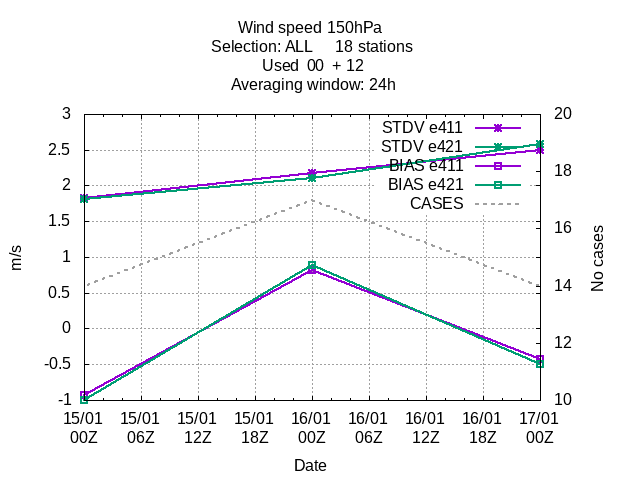 Wind speed 150hPa
Selection: ALL 18 stations
Used 00 + 12
Averaging window: 24h
3
2.5
2
1.5
1
0.5
0
-0.5
-1
m/s
STDV e411
STDV e421
BIAS e411
BIAS e421
CASES
20
18
16
14
12
10
No cases
15/01 15/01 15/01 15/01 16/01 16/01 16/01 16/01 17/01
00Z 06Z 12Z 18Z 00Z 06Z 12Z 18Z 00Z
Date